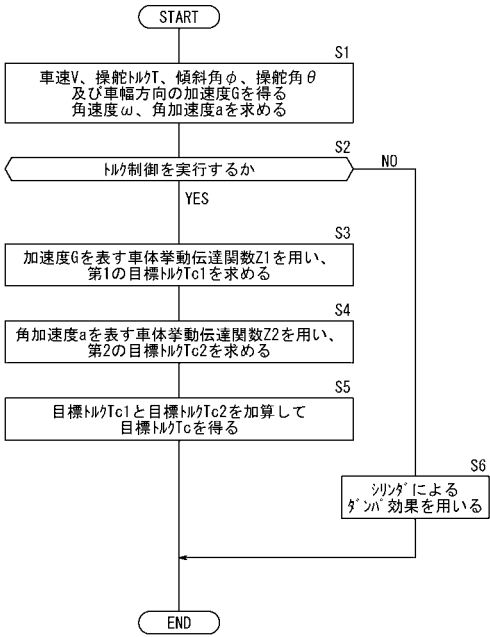 START
S1
車速V、操舵ﾄﾙｸT、傾斜角φ、操舵角θ
及び車幅方向の加速度Gを得る
角速度ω、角加速度aを求める
S2
ﾄﾙｸ制御を実行するか
NO
YES
S3
加速度Gを表す車体挙動伝達関数Z1を用い、
第1の目標ﾄﾙｸTc1を求める
S4
角加速度aを表す車体挙動伝達関数Z2を用い、
第2の目標ﾄﾙｸTc2を求める
S5
目標ﾄﾙｸTc1と目標ﾄﾙｸTc2を加算して
目標ﾄﾙｸTcを得る
S6
ｼﾘﾝﾀﾞによる
ﾀﾞﾝﾊﾟ効果を用いる
END